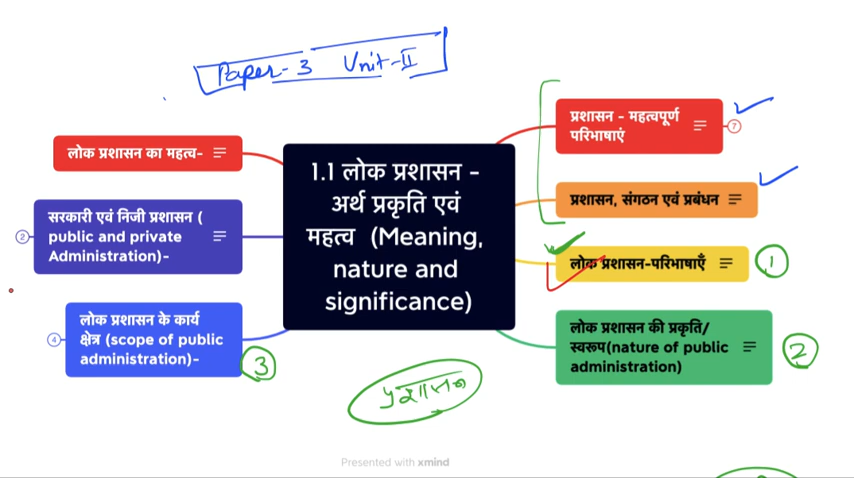 Paper-3 Unit-II
लोक प्रशासन का महत्व-
सरकारी एवं निजी प्रशासन (
public and private
Administration)-
2
लोक प्रशासन के कार्य
क्षेत्र (scope of public
administration)-
4
3
1.1 लोक प्रशासन -
अर्थ प्रकृति एवं
महत्व (Meaning,
nature and
significance)
प्रशासन - महत्वपूर्ण
परिभाषाएं
7
प्रशासन, संगठन एवं प्रबंधन
लोक प्रशासन-परिभाषाएँ
1
लोक प्रशासन की प्रकृति/
स्वरूप(nature of public
administration)
2
प्रशासन
Presented with xmind